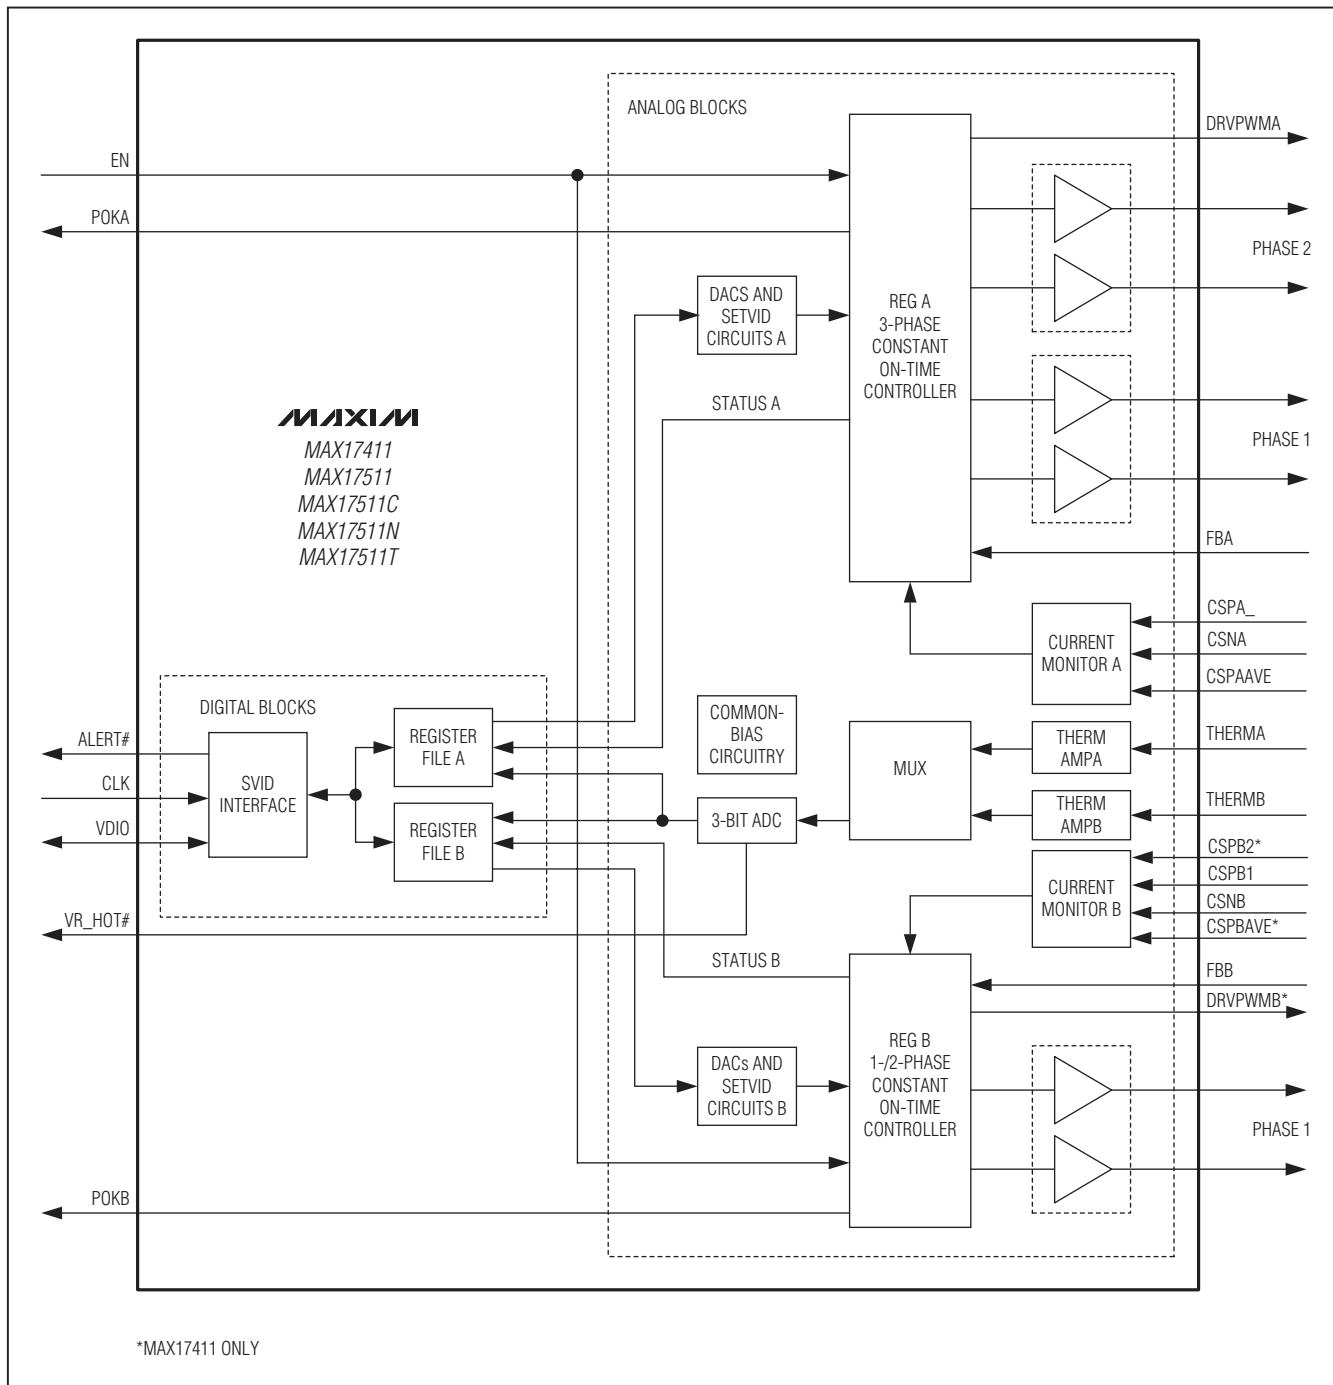 ANALOG BLOCKS
DRVPWMA
EN
POKA
PHASE 2
DACS AND
SETVID
CIRCUITS A
REG A
3-PHASE
CONSTANT
ON-TIME
CONTROLLER
STATUS A
PHASE 1
MAXIM
MAX17411
MAX17511
MAX17511C
MAX17511N
MAX17511T
FBA
CSPA_
CSNA
CSPAAVE
CURRENT
MONITOR A
DIGITAL BLOCKS
ALERT#
CLK
VDIO
SVID
INTERFACE
REGISTER
FILE A
REGISTER
FILE B
COMMON-
BIAS
CIRCUITRY
3-BIT ADC
MUX
THERM
AMPA
THERM
AMPB
THERMA
THERMB
CSPB2*
CSPB1
CSNB
CSPBAVE*
CURRENT
MONITOR B
VR_HOT#
STATUS B
FBB
DRVPWMB*
REG B
1-/2-PHASE
CONSTANT
ON-TIME
CONTROLLER
DACs AND
SETVID
CIRCUITS B
PHASE 1
POKB
*MAX17411 ONLY